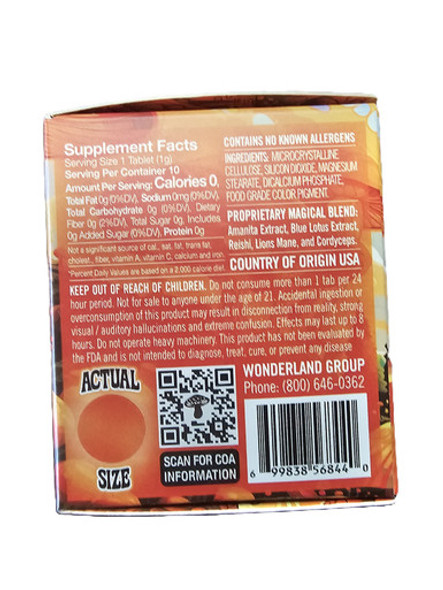 Supplement Facts
Serving Size 1 Tablet (1g)
Serving Per Container 10
Amount Per Serving: Calories 0,
Total Fat 0g (0%DV), Sodium 0mg (0%DV),
Total Carbohydrate 0g (0%DV), Dietary
Fiber 0g (2%DV), Total Sugar 0g, Includes
0g Added Sugar (0%DV), Protein 0g
Not a significant source of cal., sat. fat, trans fat,
cholest., fiber, vitamin A, vitamin C, calcium and iron.
*Percent Daily Values are based on a 2,000 calorie diet
CONTAINS NO KNOWN ALLERGENS
INGREDIENTS: MICROCRYSTALLINE
CELLULOSE, SILICON DIOXIDE, MAGNESIUM
STEARATE, DICALCIUM PHOSPHATE,
FOOD GRADE COLOR PIGMENT.
PROPRIETARY MAGICAL BLEND:
Amanita Extract, Blue Lotus Extract,
Reishi, Lions Mane, and Cordyceps.
COUNTRY OF ORIGIN USA
KEEP OUT OF REACH OF CHILDREN. Do not consume more than 1 tab per 24
hour period. Not for sale to anyone under the age of 21. Accidental ingestion or
overconsumption of this product may result in disconnection from reality, strong
visual / auditory hallucinations and extreme confusion. Effects may last up to 8
hours. Do not operate heavy machinery. This product has not been evaluated by
the FDA and is not intended to diagnose, treat, cure, or prevent any disease
ACTUAL
SIZE
SCAN FOR COA
INFORMATION
WONDERLAND GROUP
Phone: (800) 646-0362
6 99838 56844 0